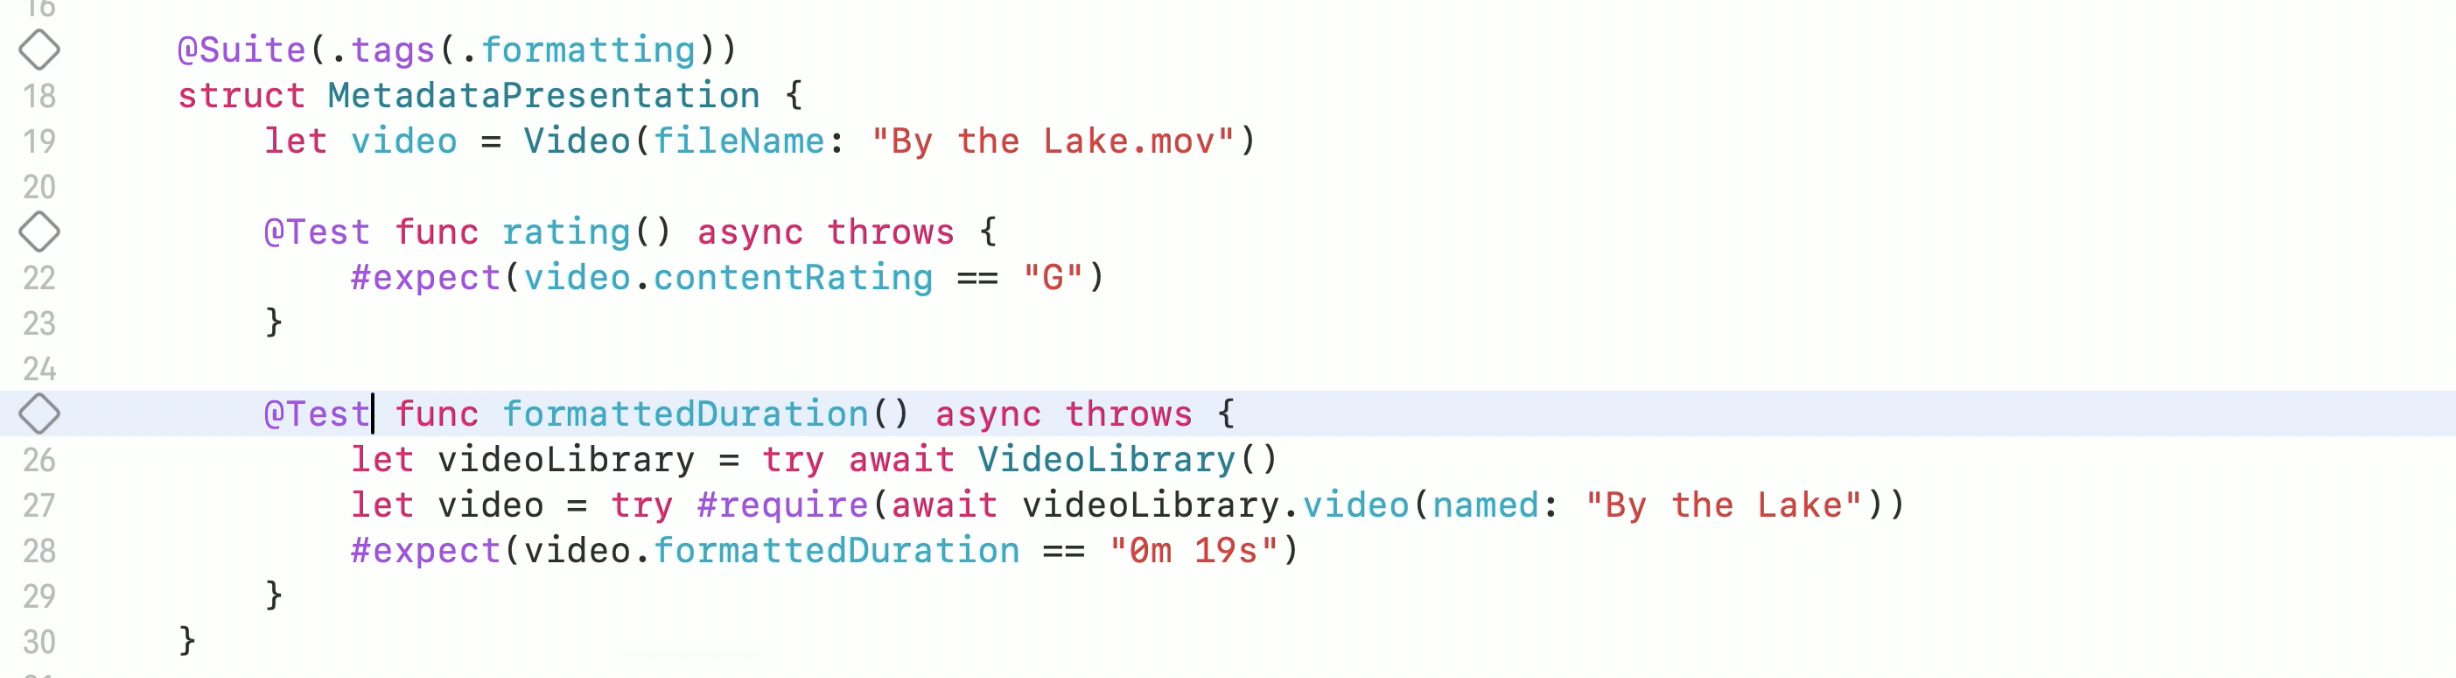 16
@Suite(.tags(.formatting))
18 struct MetadataPresentation {
19 let video = Video(fileName: "By the Lake.mov")
20
@Test func rating() async throws {
22 #expect(video.contentRating == "G")
23 }
24
@Test func formattedDuration() async throws {
26 let videoLibrary = try await VideoLibrary()
27 let video = try #require(await videoLibrary.video(named: "By the Lake"))
28 #expect(video.formattedDuration == "0m 19s")
29 }
30 }